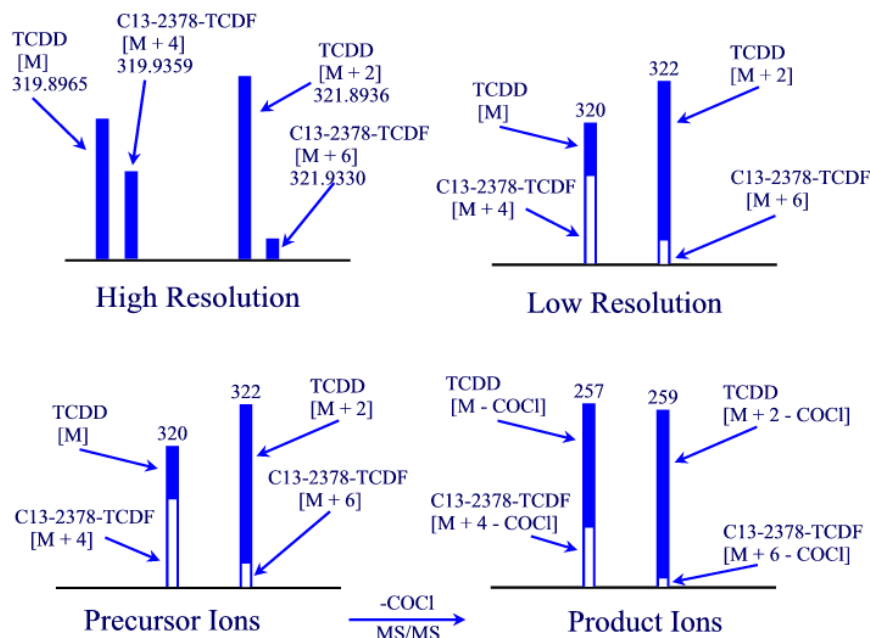 TCDD
[M]
319.8965
C13-2378-TCDF
[M + 4]
319.9359
TCDD
[M + 2]
321.8936
C13-2378-TCDF
[M + 6]
321.9330
High Resolution
TCDD
[M]
320
322
TCDD
[M + 2]
C13-2378-TCDF
[M + 4]
C13-2378-TCDF
[M + 6]
Low Resolution
TCDD
[M]
320
322
TCDD
[M + 2]
C13-2378-TCDF
[M + 4]
C13-2378-TCDF
[M + 6]
Precursor Ions
-COCl
MS/MS
TCDD
[M - COCl]
257
259
TCDD
[M + 2 - COCl]
C13-2378-TCDF
[M + 4 - COCl]
C13-2378-TCDF
[M + 6 - COCl]
Product Ions